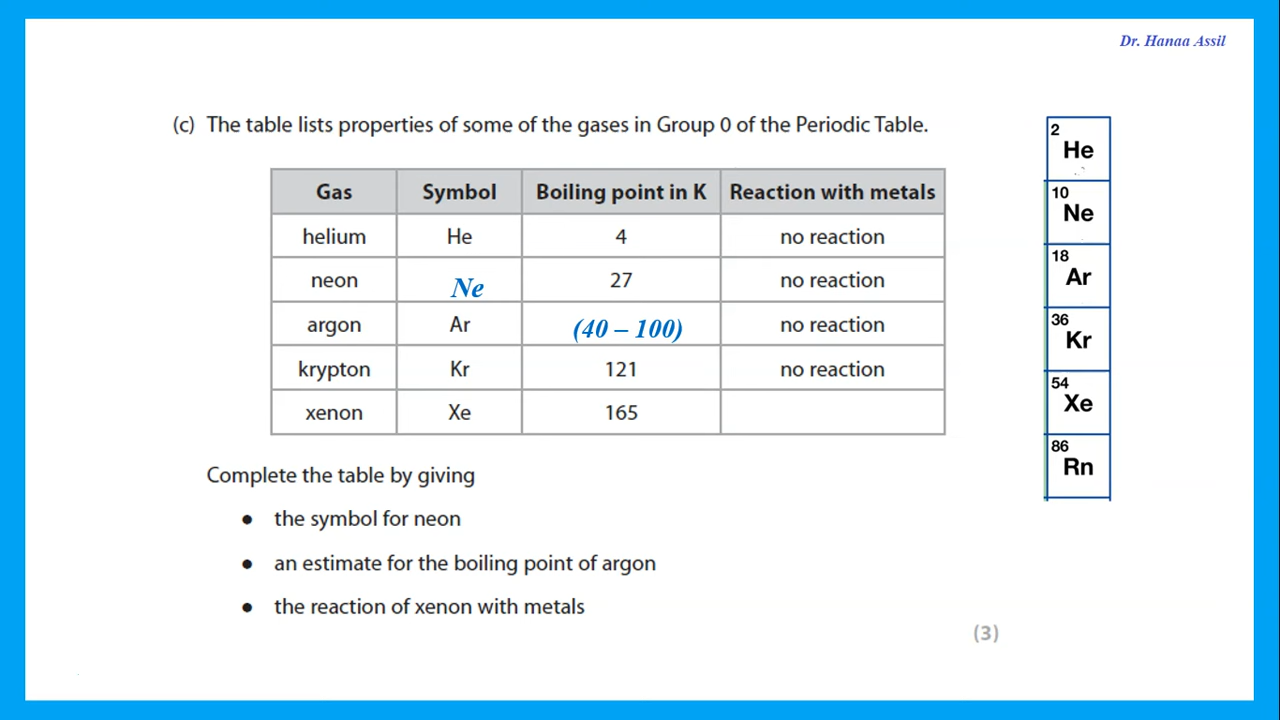 Dr. Hanaa Assil
(c) The table lists properties of some of the gases in Group 0 of the Periodic Table.
Gas Symbol Boiling point in K Reaction with metals
helium He 4 no reaction
neon Ne 27 no reaction
argon Ar (40 – 100) no reaction
krypton Kr 121 no reaction
xenon Xe 165
Complete the table by giving
● the symbol for neon
● an estimate for the boiling point of argon
● the reaction of xenon with metals
(3)
2
He
10
Ne
18
Ar
36
Kr
54
Xe
86
Rn